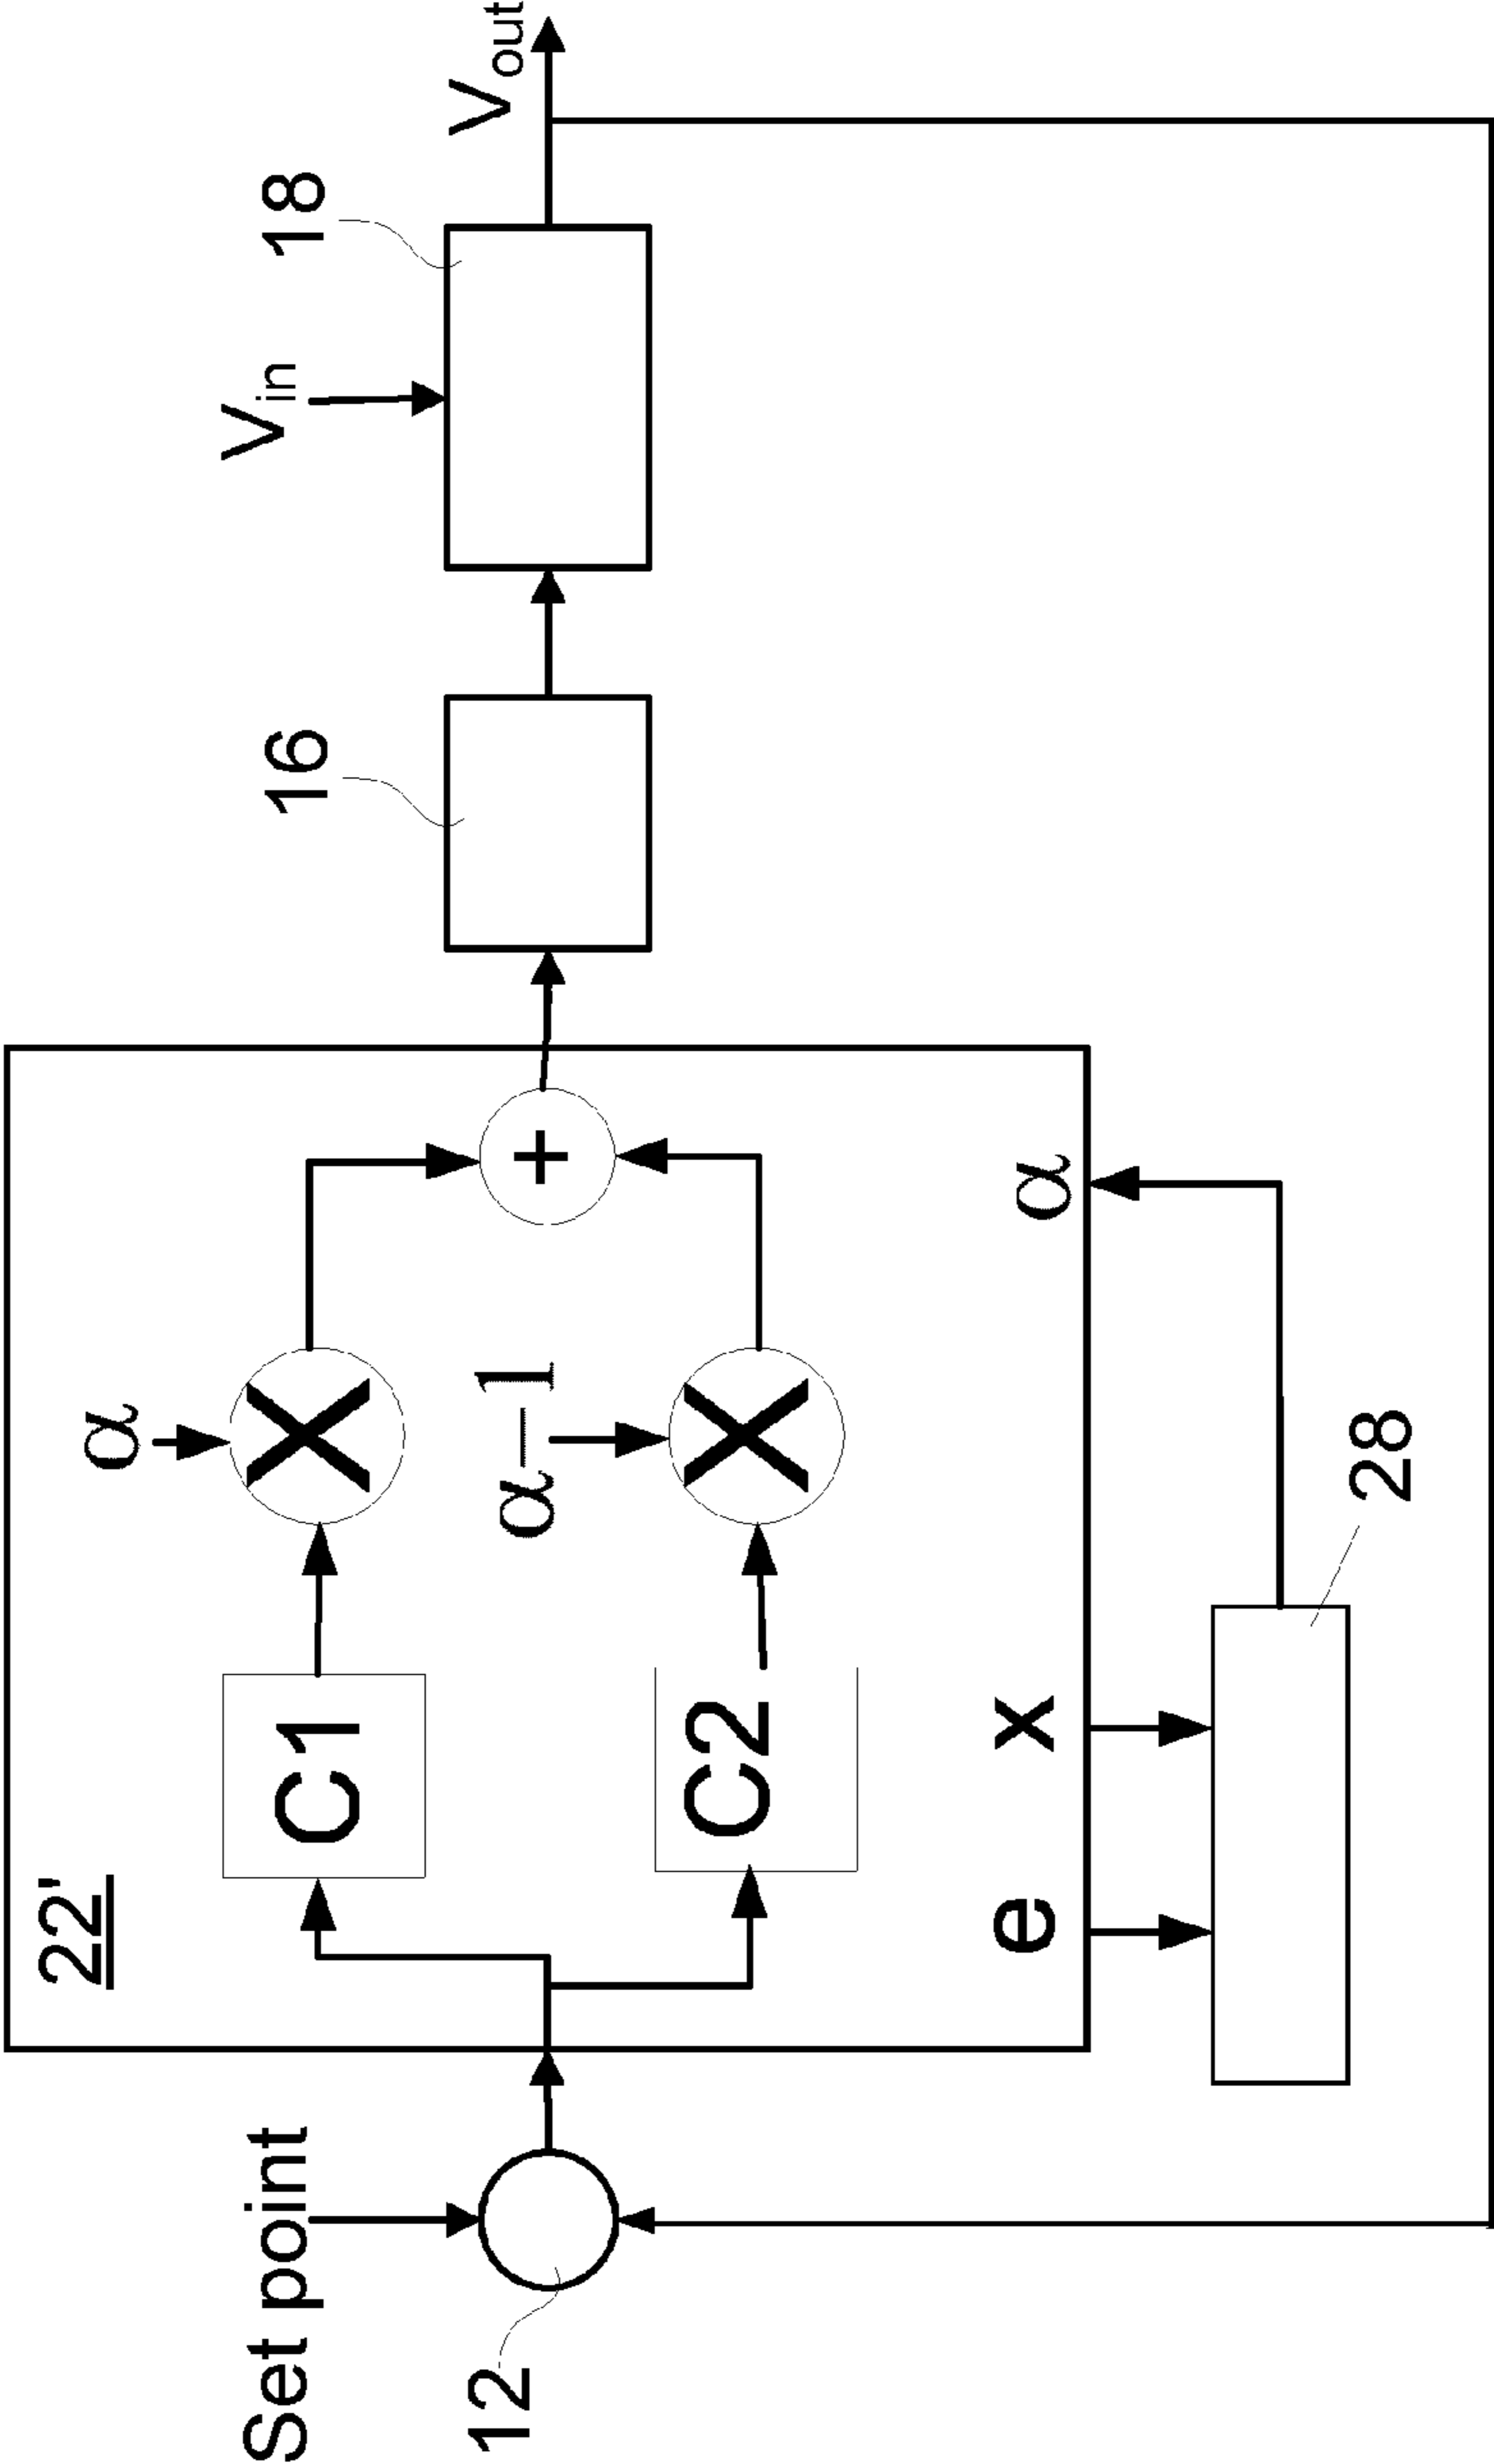 Set point
12
22'
C1
C2
α
α–1
X
X
+
e
x
α
28
16
18
Vin
Vout